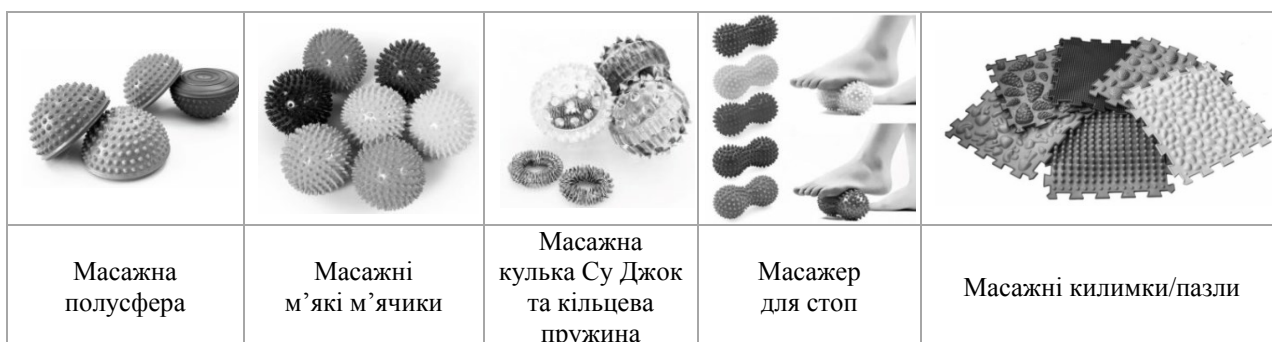 Масажна
полусфера
Масажні
м’які м’ячики
Масажна
кулька Су Джок
та кільцева
пружина
Масажер
для стоп
Масажні килимки/пазли